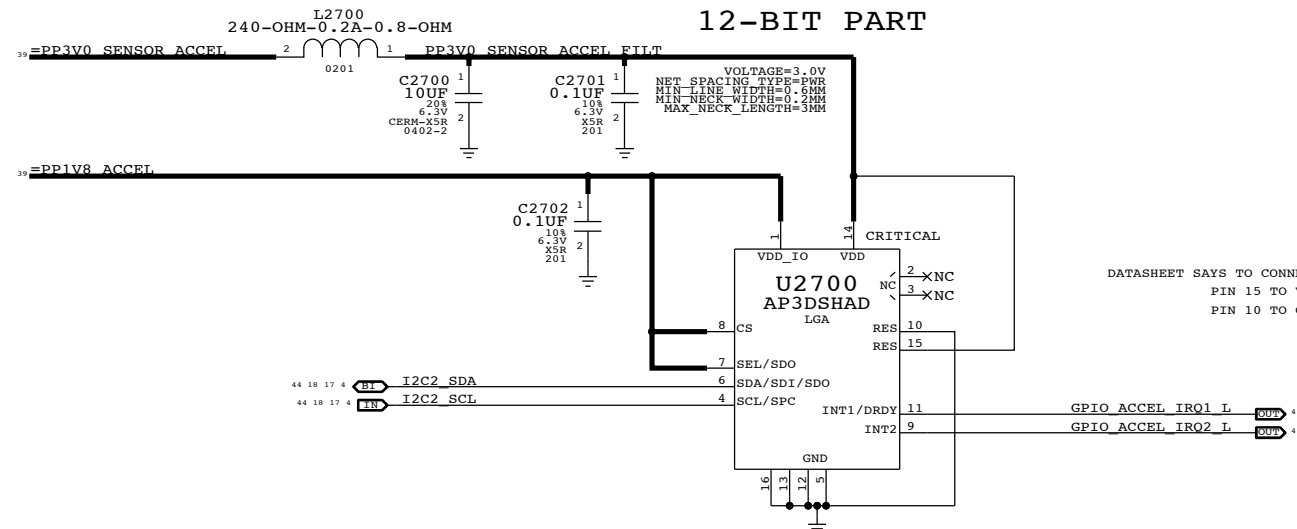 12-BIT PART
L2700
240-OHM-0.2A-0.8-OHM
39 =PP3V0_SENSOR_ACCEL
2
1
PP3V0_SENSOR_ACCEL_FILT
0201
C2700
1
10UF
20%
6.3V
2
CERM-X5R
0402-2
C2701
1
0.1UF
10%
6.3V
2
X5R
201
VOLTAGE=3.0V
NET_SPACING_TYPE=PWR
MIN_LINE_WIDTH=0.6MM
MIN_NECK_WIDTH=0.2MM
MAX_NECK_LENGTH=3MM
39 =PP1V8_ACCEL
C2702
1
0.1UF
10%
6.3V
2
X5R
201
1
14
CRITICAL
VDD_IO
VDD
U2700
AP3DSHAD
LGA
NC
2
NC
3
NC
DATASHEET SAYS TO CONN
PIN 15 TO
PIN 10 TO
8
CS
RES
10
RES
15
7
SEL/SDO
44 18 17 4
BI
I2C2_SDA
6
SDA/SDI/SDO
44 18 17 4
IN
I2C2_SCL
4
SCL/SPC
INT1/DRDY
11
GPIO_ACCEL_IRQ1_L
OUT
4
INT2
9
GPIO_ACCEL_IRQ2_L
OUT
4
GND
16
13
12
5